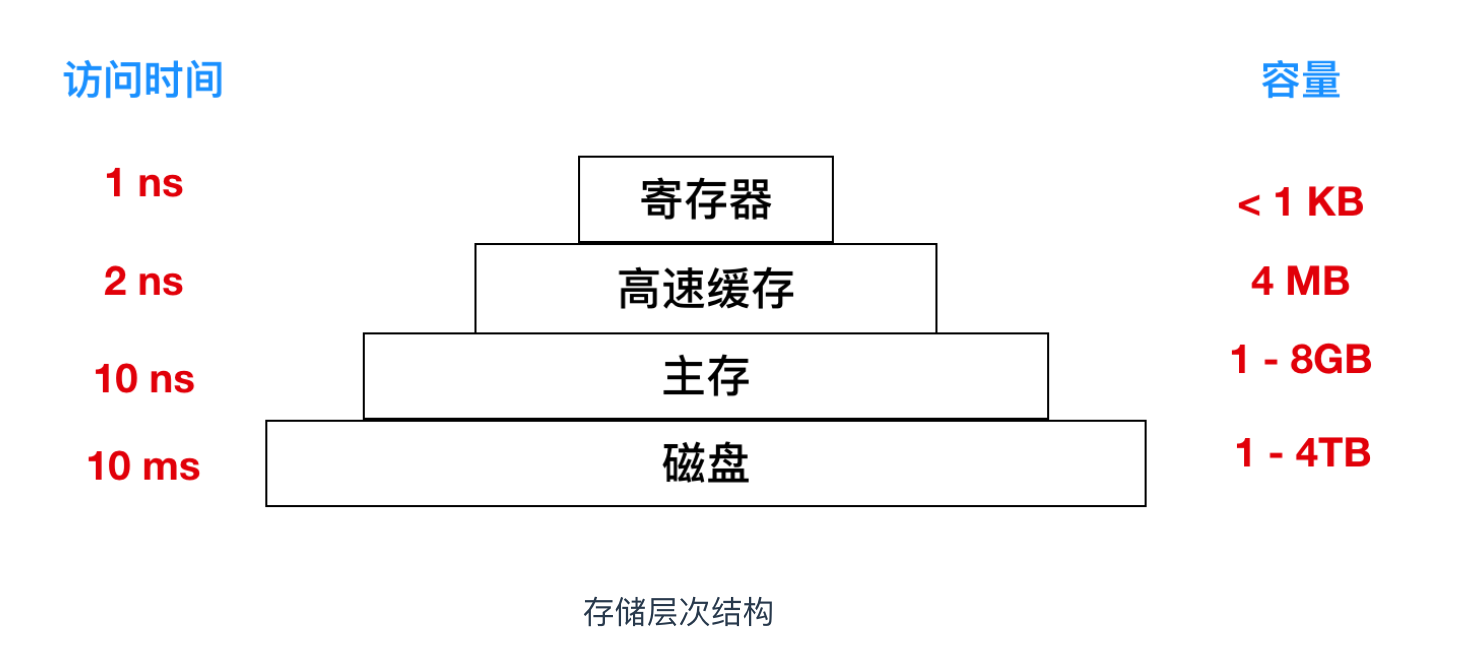 访问时间
容量
1 ns
寄存器
< 1 KB
2 ns
高速缓存
4 MB
10 ns
主存
1 - 8GB
10 ms
磁盘
1 - 4TB
存储层次结构